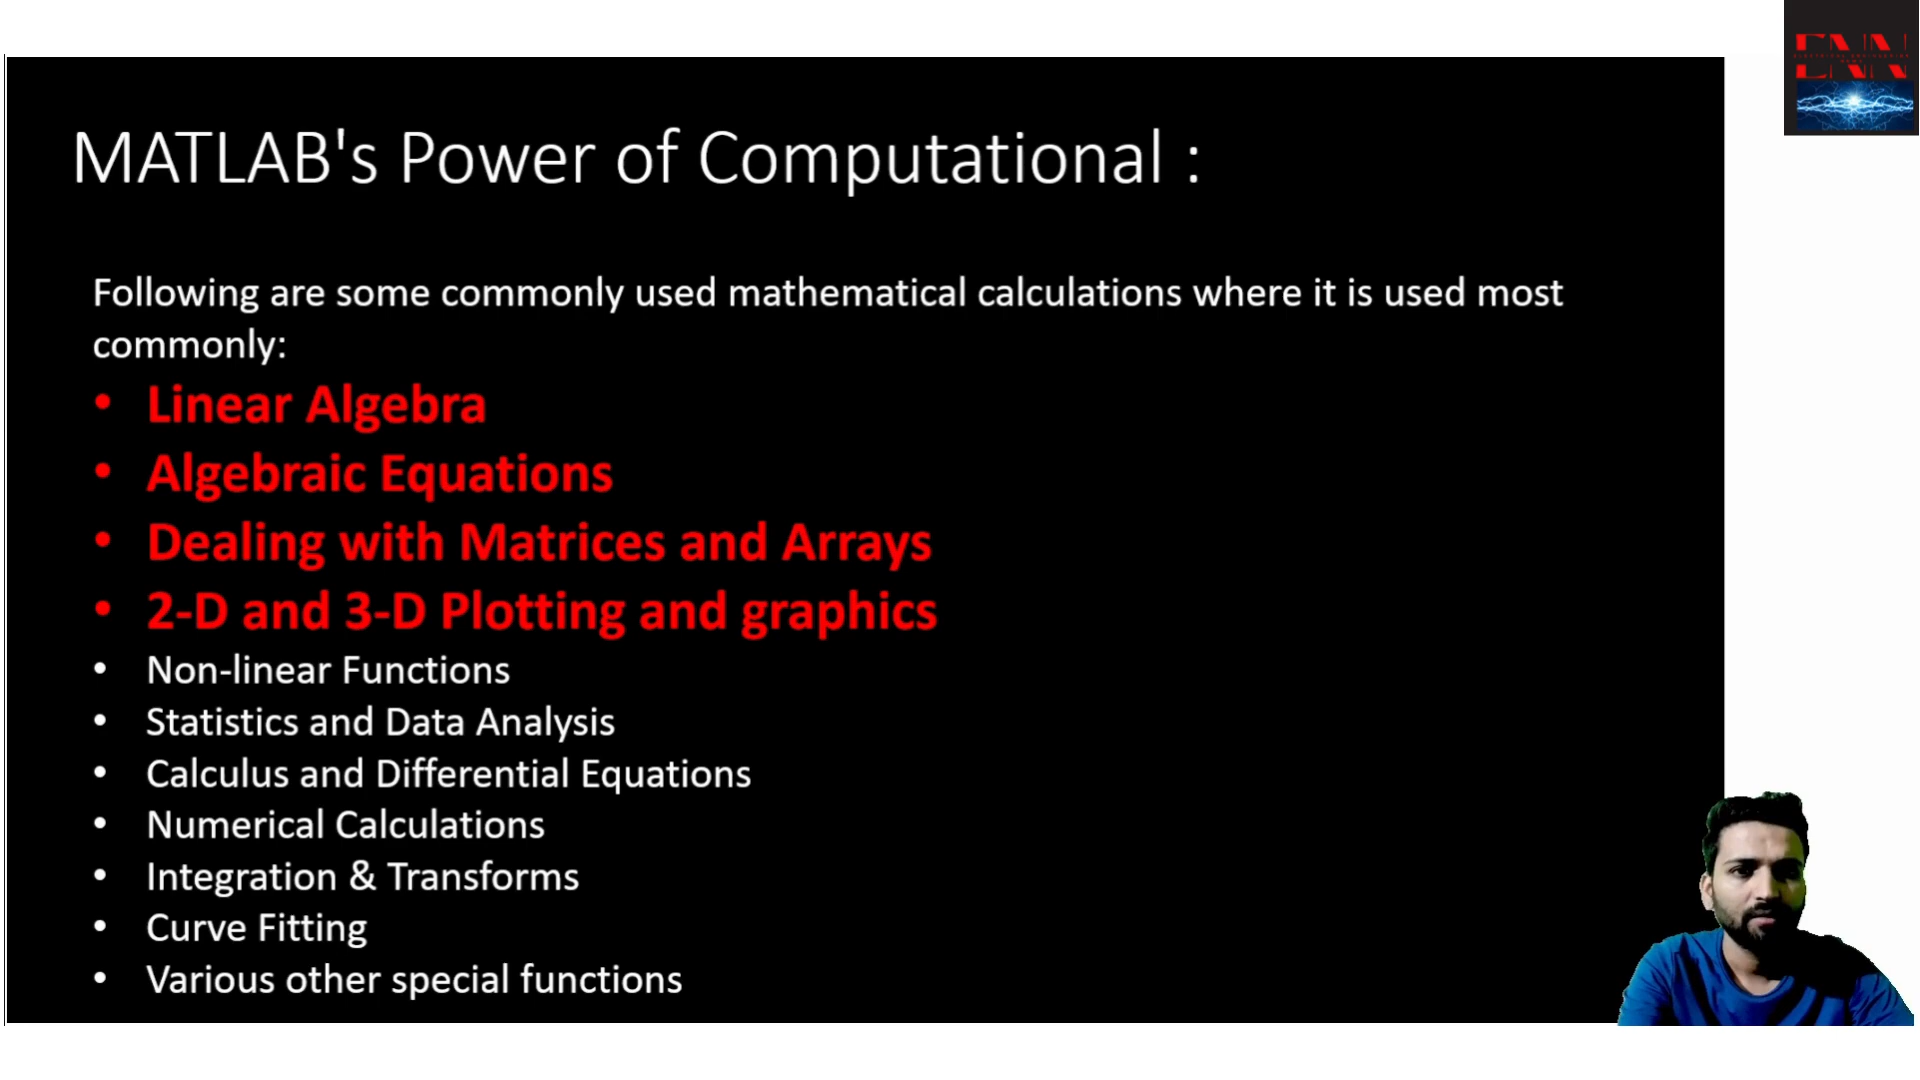 MATLAB's Power of Computational :
Following are some commonly used mathematical calculations where it is used most
commonly:
• Linear Algebra
• Algebraic Equations
• Dealing with Matrices and Arrays
• 2-D and 3-D Plotting and graphics
• Non-linear Functions
• Statistics and Data Analysis
• Calculus and Differential Equations
• Numerical Calculations
• Integration & Transforms
• Curve Fitting
• Various other special functions